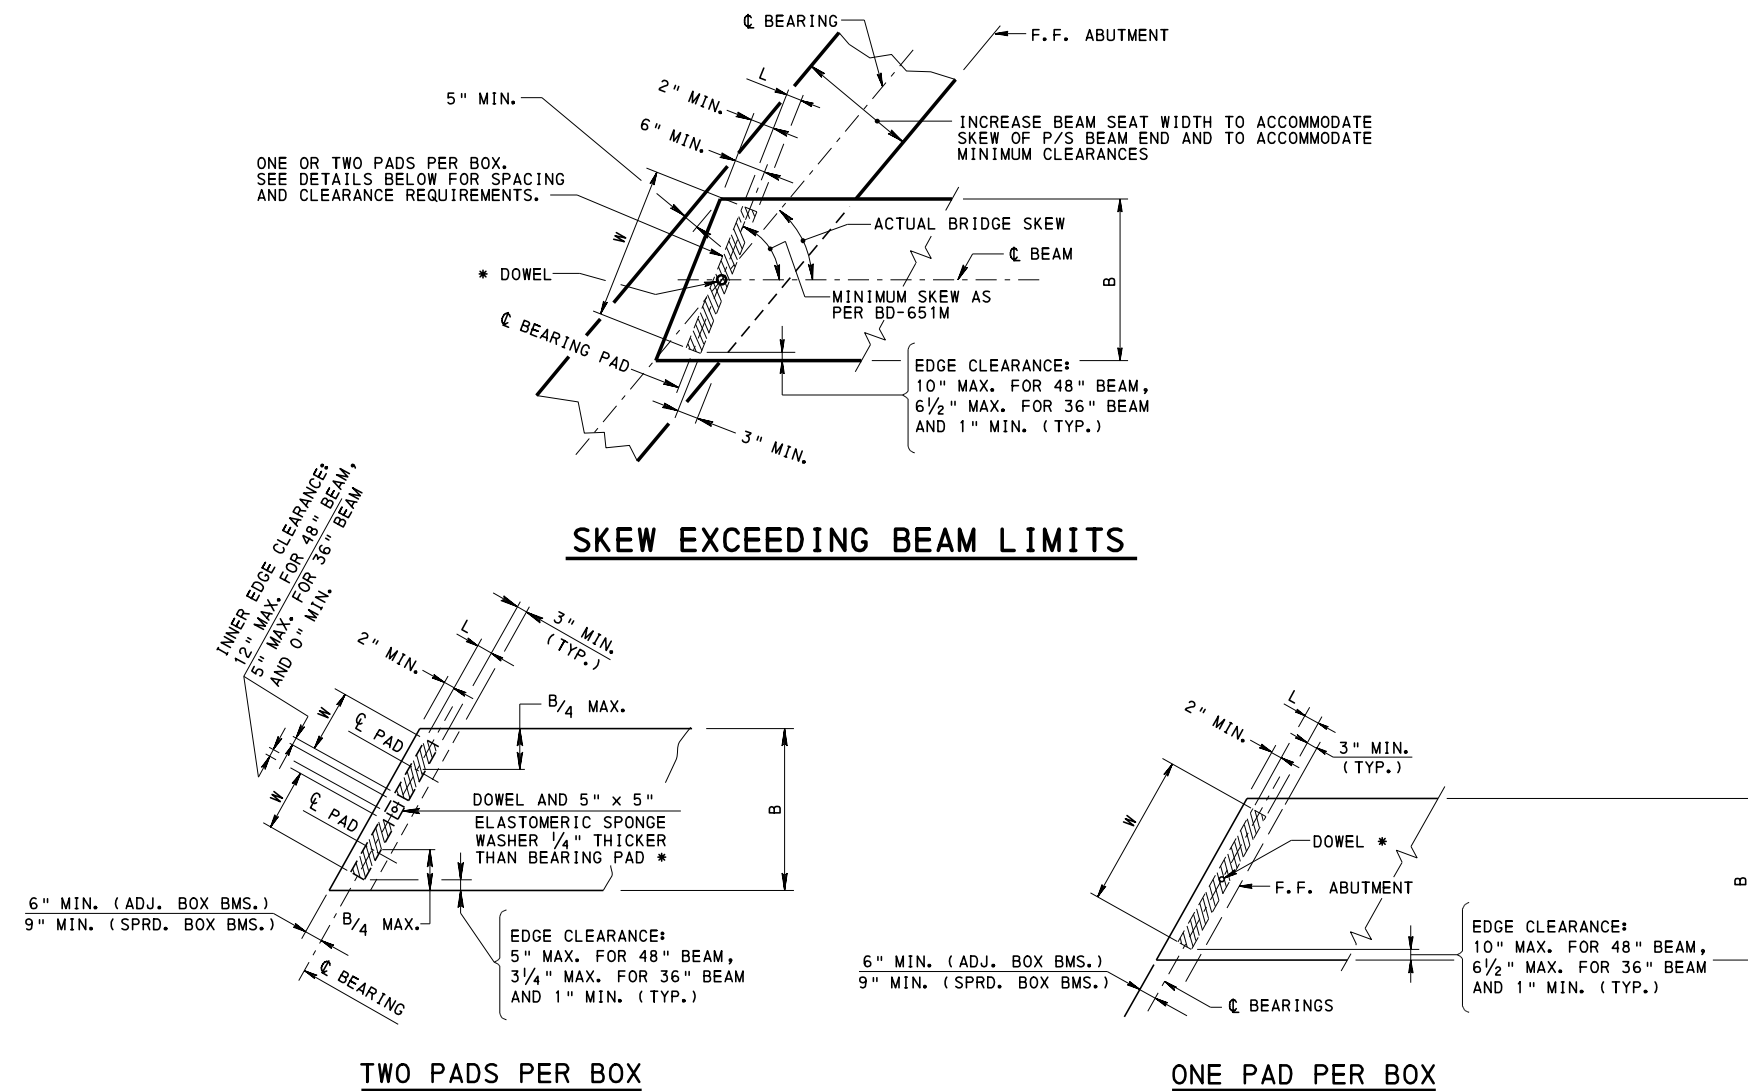 ℄ BEARING
F.F. ABUTMENT
L
2" MIN.
5" MIN.
6" MIN.
INCREASE BEAM SEAT WIDTH TO ACCOMMODATE
SKEW OF P/S BEAM END AND TO ACCOMMODATE
MINIMUM CLEARANCES
ONE OR TWO PADS PER BOX.
SEE DETAILS BELOW FOR SPACING
AND CLEARANCE REQUIREMENTS.
W
ACTUAL BRIDGE SKEW
℄ BEAM
* DOWEL
B
MINIMUM SKEW AS
PER BD-651M
℄ BEARING PAD
EDGE CLEARANCE:
10" MAX. FOR 48" BEAM,
6½" MAX. FOR 36" BEAM
AND 1" MIN. (TYP.)
3" MIN.
SKEW EXCEEDING BEAM LIMITS
INNER EDGE CLEARANCE:
12" MAX. FOR 48" BEAM,
5" MAX. FOR 36" BEAM
AND 0" MIN.
2" MIN.
L
3" MIN.
(TYP.)
W
℄ PAD
B/4 MAX.
W
℄ PAD
DOWEL AND 5" x 5"
ELASTOMERIC SPONGE
WASHER ¼" THICKER
THAN BEARING PAD *
B
6" MIN. (ADJ. BOX BMS.)
9" MIN. (SPRD. BOX BMS.)
B/4 MAX.
℄ BEARING
EDGE CLEARANCE:
5" MAX. FOR 48" BEAM,
3¼" MAX. FOR 36" BEAM
AND 1" MIN. (TYP.)
TWO PADS PER BOX
2" MIN.
L
3" MIN.
(TYP.)
W
DOWEL *
F.F. ABUTMENT
B
6" MIN. (ADJ. BOX BMS.)
9" MIN. (SPRD. BOX BMS.)
℄ BEARINGS
EDGE CLEARANCE:
10" MAX. FOR 48" BEAM,
6½" MAX. FOR 36" BEAM
AND 1" MIN. (TYP.)
ONE PAD PER BOX